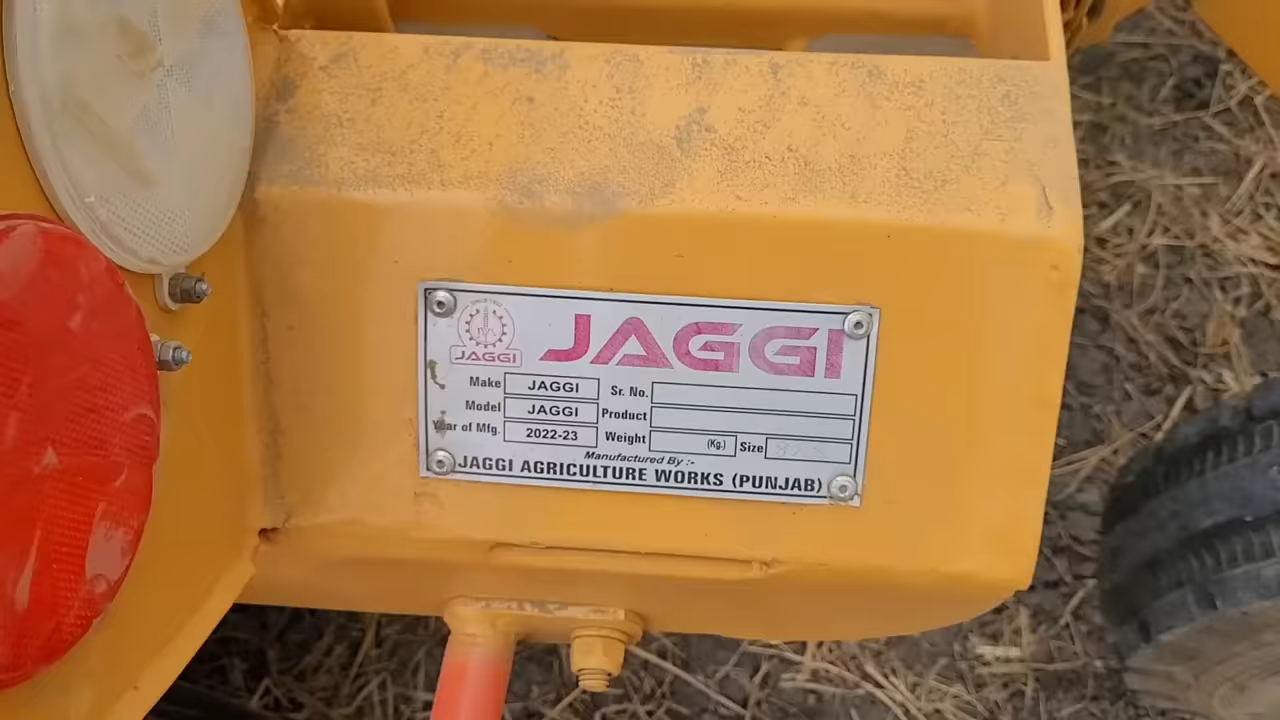 JAGGI
JAGGI
Make JAGGI Sr. No.
Model JAGGI Product
Year of Mfg. 2022-23 Weight (Kg.) Size
Manufactured By :-
JAGGI AGRICULTURE WORKS (PUNJAB)